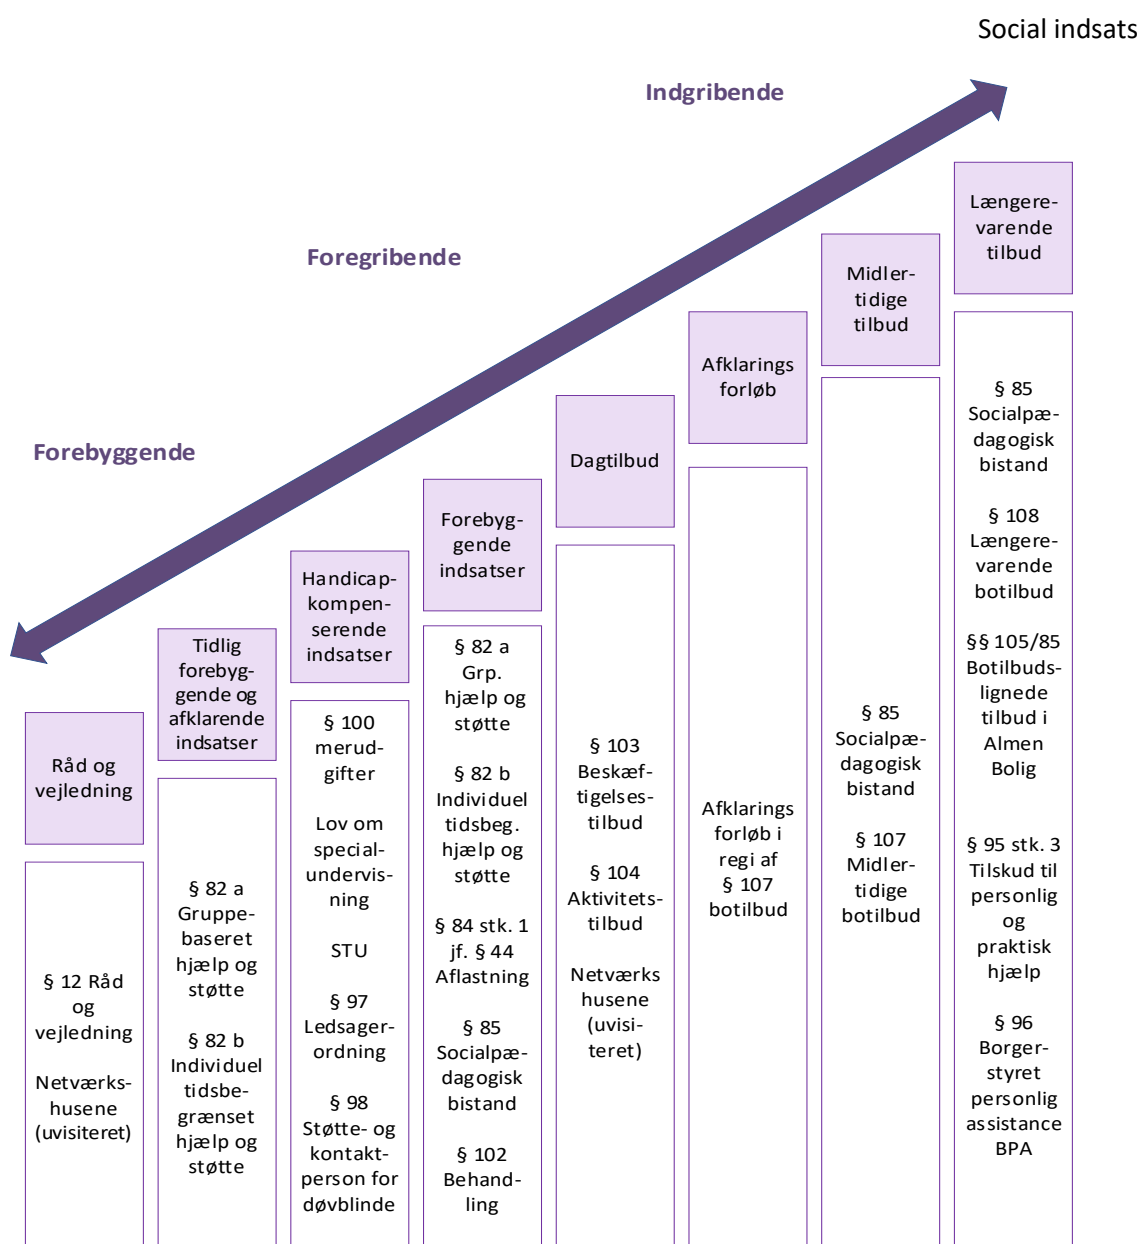 Social indsats
Indgribende
Foregribende
Forebyggende
Råd og
vejledning
§ 12 Råd
og
vejledning
Netværks-
husene
(uvisiteret)
Tidlig
forebyg-
gende og
afklarende
indsatser
§ 82 a
Gruppe-
baseret
hjælp og
støtte
§ 82 b
Individuel
tidsbe-
grænset
hjælp og
støtte
Handicap-
kompen-
serende
indsatser
§ 100
merud-
gifter
Lov om
special-
undervis-
ning
STU
§ 97
Ledsager-
ordning
§ 98
Støtte- og
kontakt-
person for
døvblinde
Forebyg-
gende
indsatser
§ 82 a
Grp.
hjælp og
støtte
§ 82 b
Individuel
tidsbeg.
hjælp og
støtte
§ 84 stk. 1
jf. § 44
Aflastning
§ 85
Socialpæ-
dagogisk
bistand
§ 102
Behand-
ling
Dagtilbud
§ 103
Beskæf-
tigelses-
tilbud
§ 104
Aktivitets-
tilbud
Netværks
husene
(uvisi-
teret)
Afklarings
forløb
Afklarings
forløb i
regi af
§ 107
botilbud
Midler-
tidige
tilbud
§ 85
Socialpæ-
dagogisk
bistand
§ 107
Midler-
tidige
botilbud
Længere-
varende
tilbud
§ 85
Socialpæ-
dagogisk
bistand
§ 108
Længere-
varende
botilbud
§§ 105/85
Botilbuds-
lignede
tilbud i
Almen
Bolig
§ 95 stk. 3
Tilskud til
personlig
og
praktisk
hjælp
§ 96
Borger-
styret
personlig
assistance
BPA